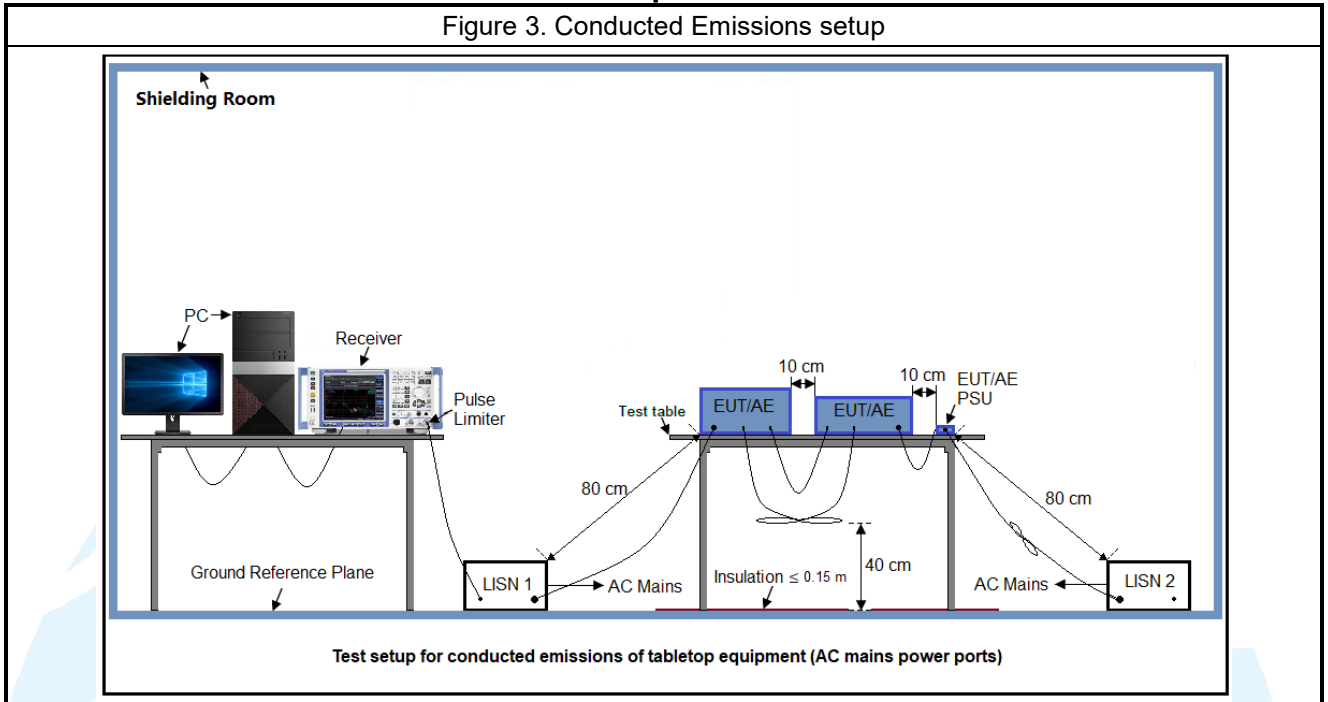 Figure 3. Conducted Emissions setup
Shielding Room
PC
Receiver
Pulse
Limiter
10 cm
10 cm
EUT/AE
PSU
Test table
EUT/AE
EUT/AE
80 cm
80 cm
Ground Reference Plane
LISN 1
AC Mains
Insulation ≤ 0.15 m
40 cm
AC Mains
LISN 2
Test setup for conducted emissions of tabletop equipment (AC mains power ports)